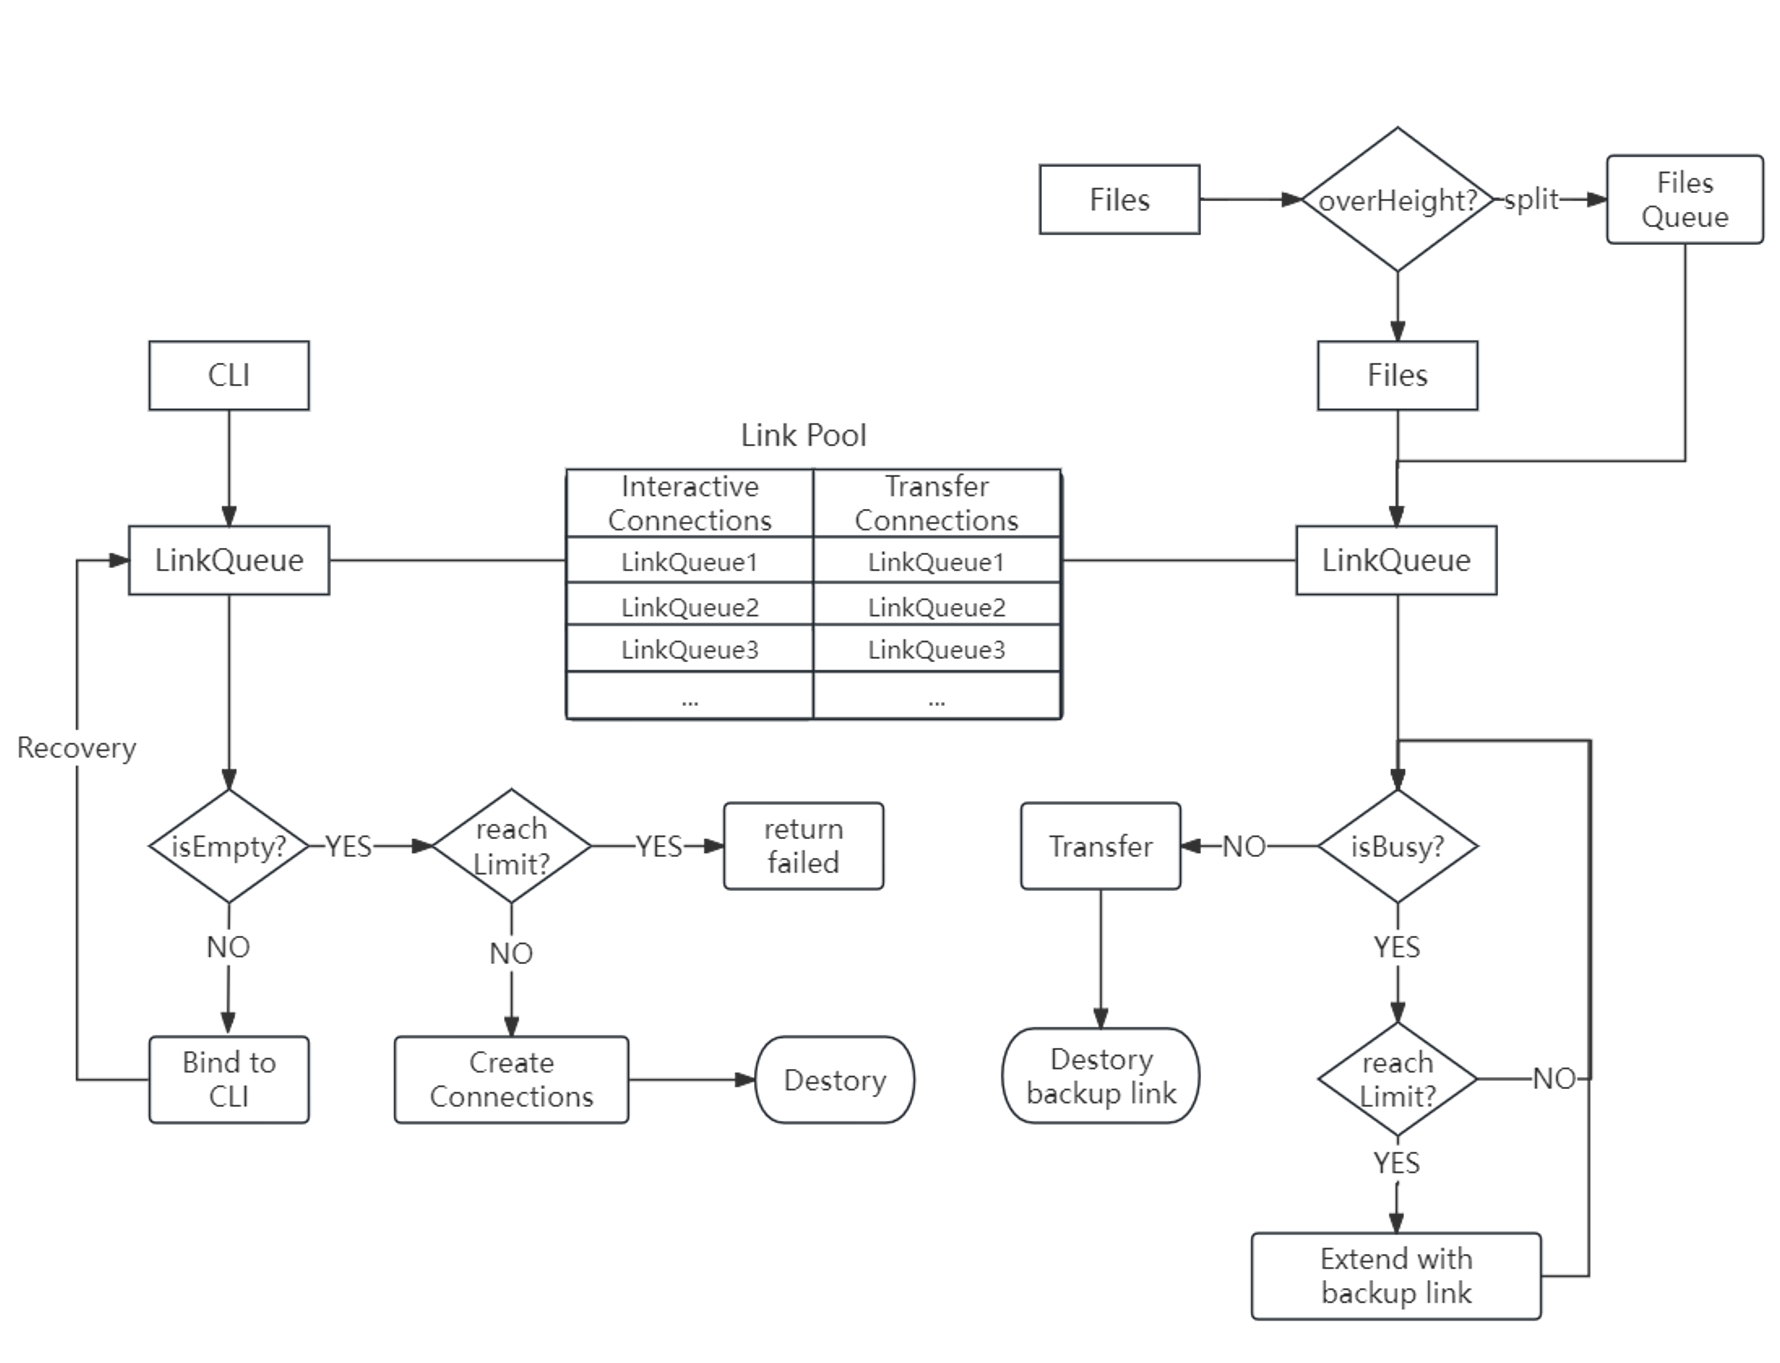 Files
overHeight?
split
Files
Queue
CLI
Files
Link Pool
Interactive
Connections
Transfer
Connections
LinkQueue1
LinkQueue1
LinkQueue2
LinkQueue2
LinkQueue3
LinkQueue3
...
...
LinkQueue
LinkQueue
Recovery
isEmpty?
YES
reach
Limit?
YES
return
failed
NO
NO
Bind to
CLI
Create
Connections
Destory
Transfer
NO
isBusy?
YES
Destory
backup link
reach
Limit?
NO
YES
Extend with
backup link